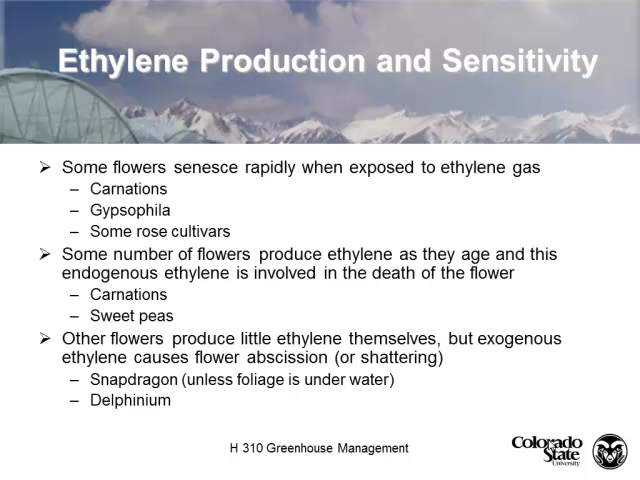 Ethylene Production and Sensitivity
➢ Some flowers senesce rapidly when exposed to ethylene gas
– Carnations
– Gypsophila
– Some rose cultivars
➢ Some number of flowers produce ethylene as they age and this
endogenous ethylene is involved in the death of the flower
– Carnations
– Sweet peas
➢ Other flowers produce little ethylene themselves, but exogenous
ethylene causes flower abscission (or shattering)
– Snapdragon (unless foliage is under water)
– Delphinium
H 310 Greenhouse Management
Colorado
State
University